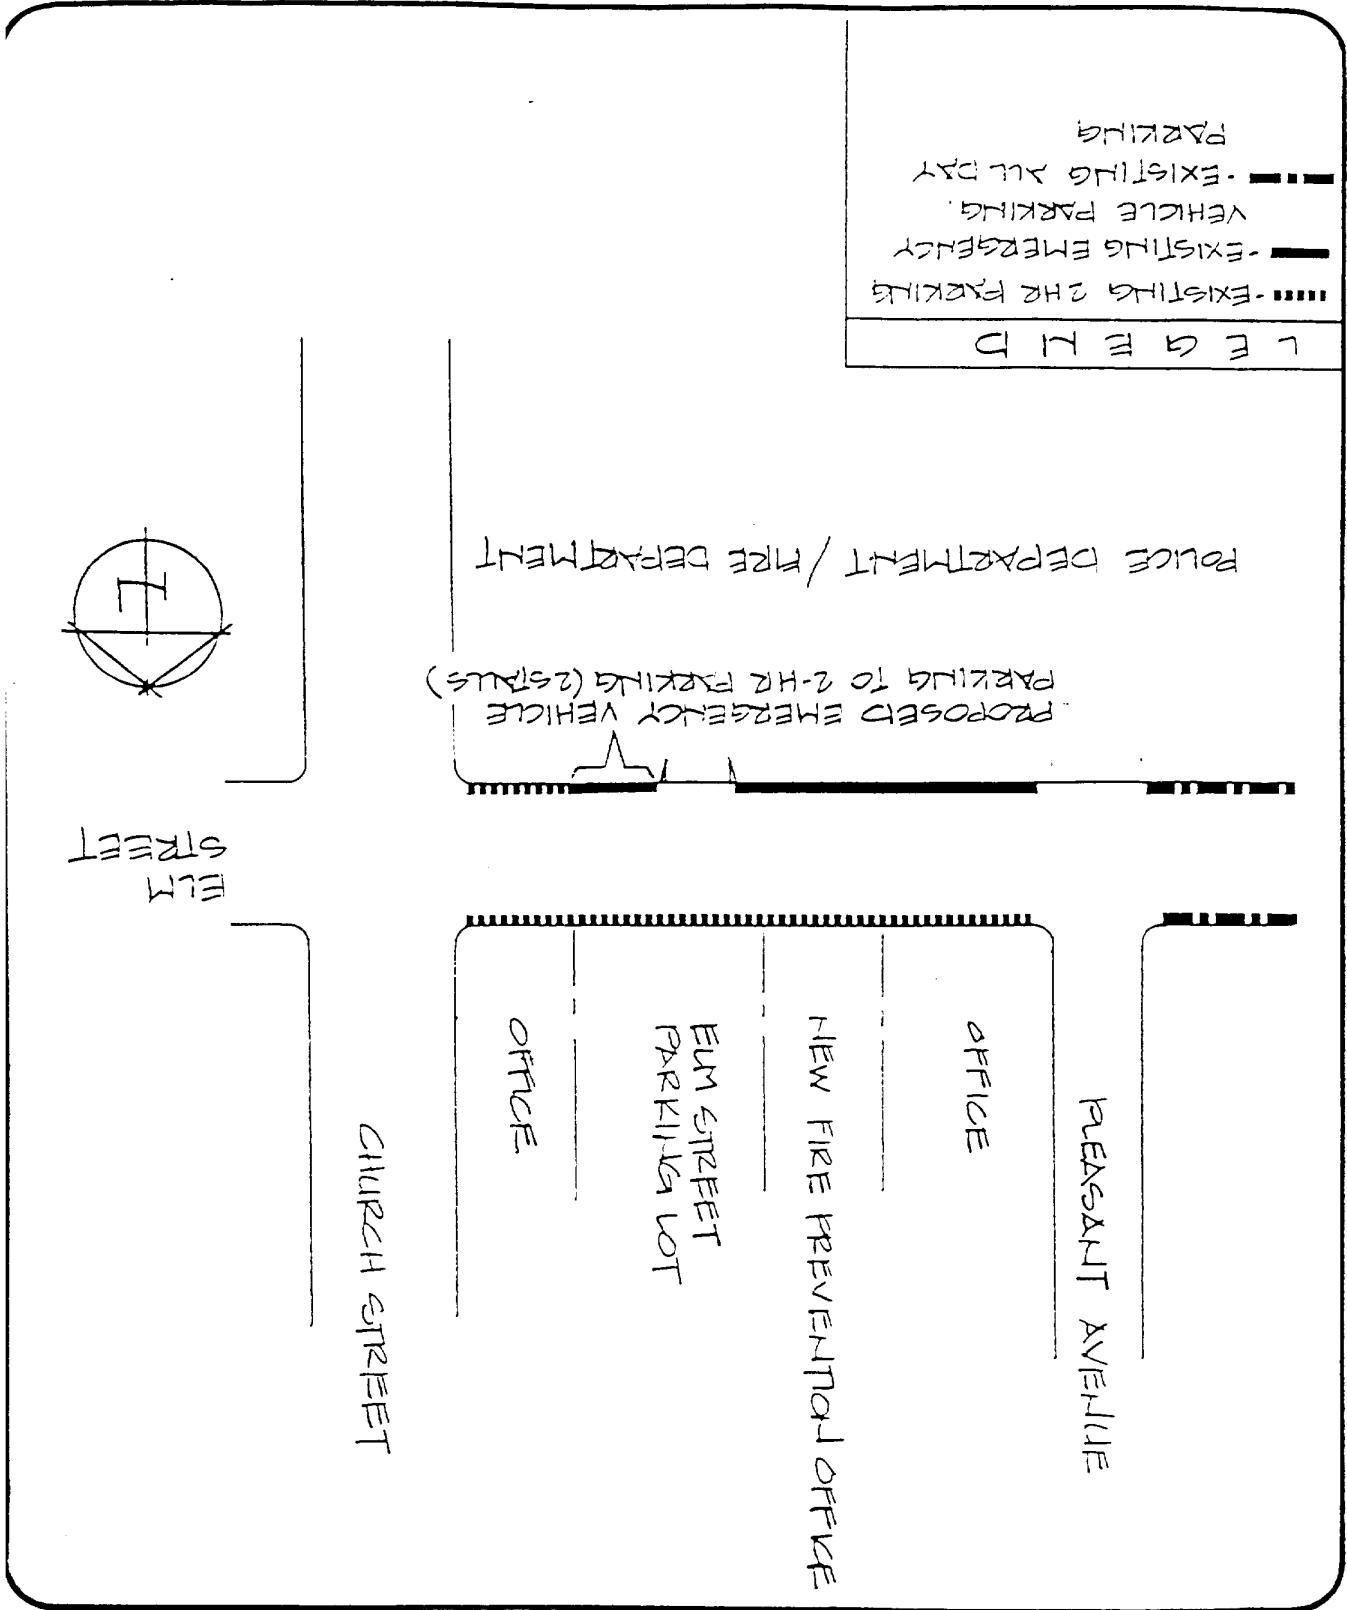 PLEASANT AVENUE
OFFICE
NEW FIRE PREVENTION OFFICE
ELM STREET
PARKING LOT
OFFICE
CHURCH STREET
ELM
STREET
PROPOSED EMERGENCY VEHICLE
PARKING TO 2-HR PARKING (2 STALLS)
POLICE DEPARTMENT / FIRE DEPARTMENT
N
LEGEND
-EXISTING 2HR PARKING
-EXISTING EMERGENCY
VEHICLE PARKING.
-EXISTING ALL DAY
PARKING